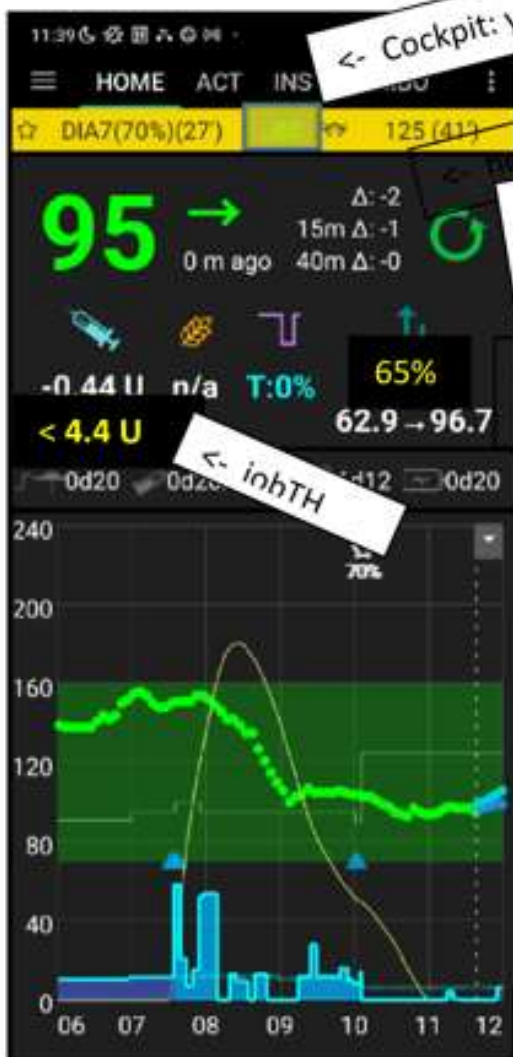 11:39
<- Cockpit:
HOME ACT INS
DIA7(70%)(27') 125 (41')
95
Δ: -2
15m Δ: -1
0 m ago 40m Δ: -0
-0.44 U n/a T:0% 65%
62.9→96.7
< 4.4 U
<- iobTH
0d20 0d20 d12 0d20
240
70%
200
160
120
80
40
0
06 07 08 09 10 11 12